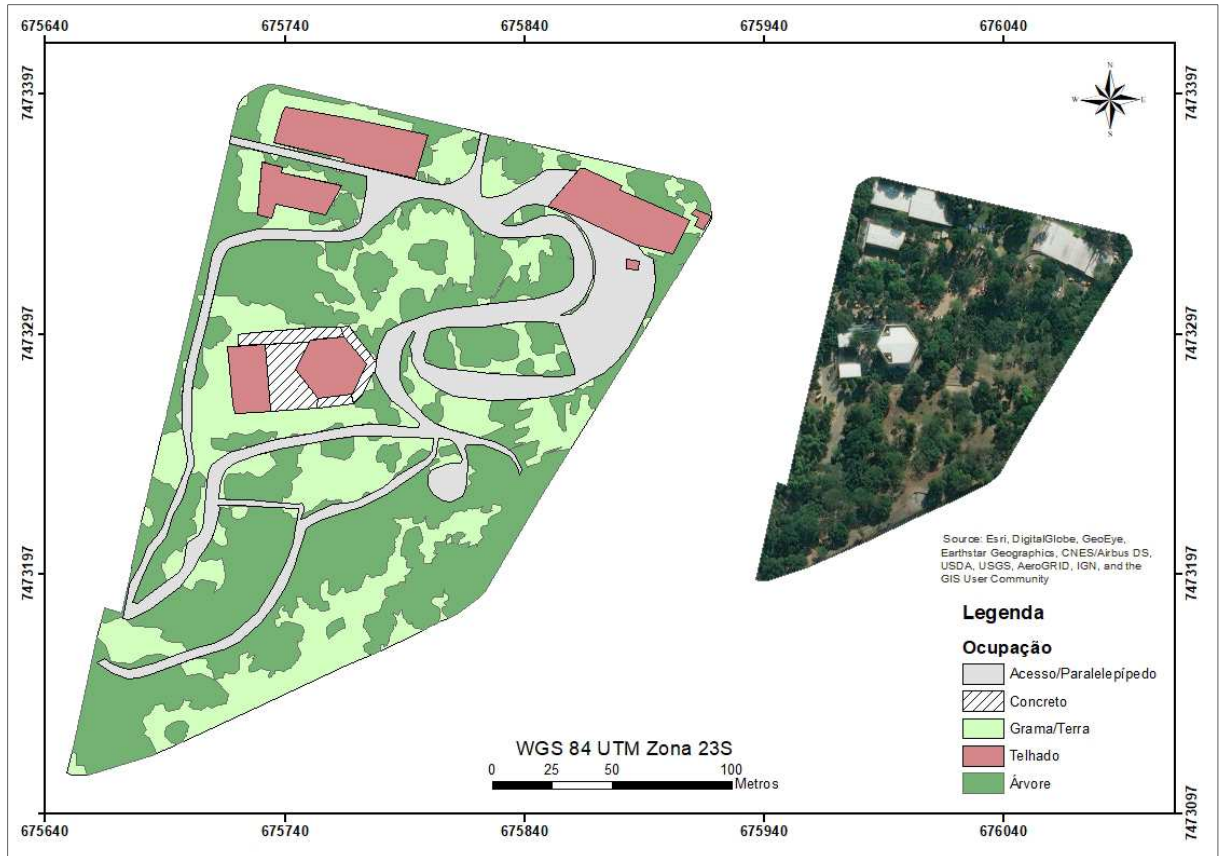 675640
675740
675840
675940
676040
7473397
7473397
N
W
E
S
7473297
7473297
Source: Esri, DigitalGlobe, GeoEye,
Earthstar Geographics, CNES/Airbus DS,
USDA, USGS, AeroGRID, IGN, and the
GIS User Community
7473197
7473197
Legenda
Ocupação
Acesso/Paralelepípedo
Concreto
Grama/Terra
Telhado
Árvore
WGS 84 UTM Zona 23S
0 25 50 100
Metros
7473097
675640
675740
675840
675940
676040